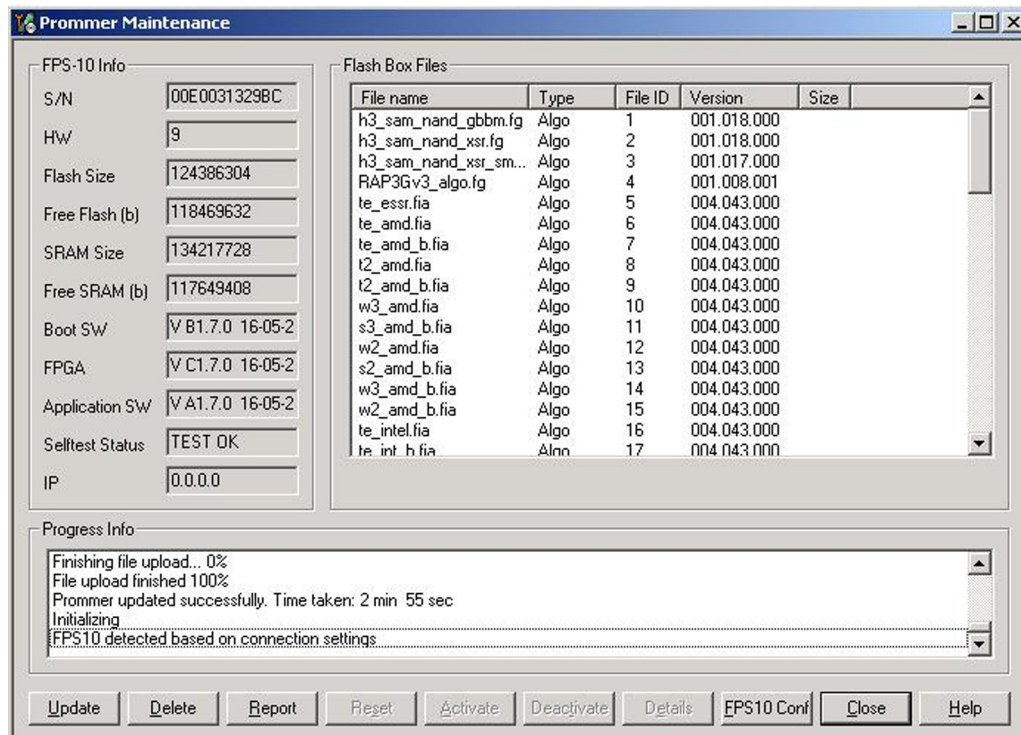 Prommer Maintenance
FPS-10 Info
S/N 00E0031329BC
HW 9
Flash Size 124386304
Free Flash (b) 118469632
SRAM Size 134217728
Free SRAM (b) 117649408
Boot SW V B1.7.0 16-05-2
FPGA V C1.7.0 16-05-2
Application SW V A1.7.0 16-05-2
Selftest Status TEST OK
IP 0.0.0.0
Flash Box Files
File name Type File ID Version Size
h3_sam_nand_gbbm.fg Algo 1 001.018.000
h3_sam_nand_xsr.fg Algo 2 001.018.000
h3_sam_nand_xsr_sm... Algo 3 001.017.000
RAP3Gv3_algo.fg Algo 4 001.008.001
te_essr.fia Algo 5 004.043.000
te_amd.fia Algo 6 004.043.000
te_amd_b.fia Algo 7 004.043.000
t2_amd.fia Algo 8 004.043.000
t2_amd_b.fia Algo 9 004.043.000
w3_amd.fia Algo 10 004.043.000
s3_amd_b.fia Algo 11 004.043.000
w2_amd.fia Algo 12 004.043.000
s2_amd_b.fia Algo 13 004.043.000
w3_amd_b.fia Algo 14 004.043.000
w2_amd_b.fia Algo 15 004.043.000
te_intel.fia Algo 16 004.043.000
te_int_b.fia Algo 17 004.043.000
Progress Info
Finishing file upload... 0%
File upload finished 100%
Prommer updated successfully. Time taken: 2 min 55 sec
Initializing
FPS10 detected based on connection settings
Update Delete Report Reset Activate Deactivate Details FPS10 Conf Close Help